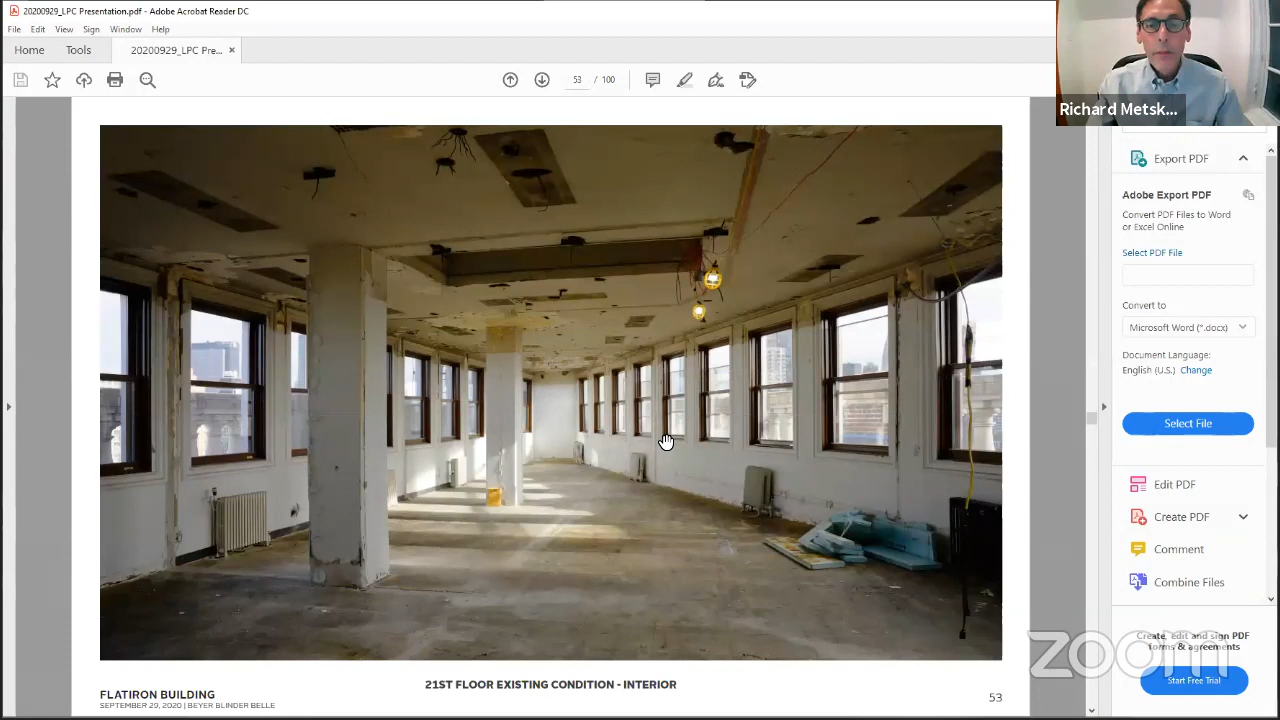 20200929_LPC Presentation.pdf - Adobe Acrobat Reader DC
File Edit View Sign Window Help
Home Tools 20200929_LPC Pre... ×
53 / 100
Richard Metsk...
Export PDF
Adobe Export PDF
Convert PDF Files to Word
or Excel Online
Select PDF File
Convert to
Microsoft Word (*.docx)
Document Language:
English (U.S.) Change
Select File
Edit PDF
Create PDF
Comment
Combine Files
Create, edit and sign PDF
forms & agreements
Start Free Trial
zoom
21ST FLOOR EXISTING CONDITION - INTERIOR
FLATIRON BUILDING
SEPTEMBER 29, 2020 | BEYER BLINDER BELLE
53